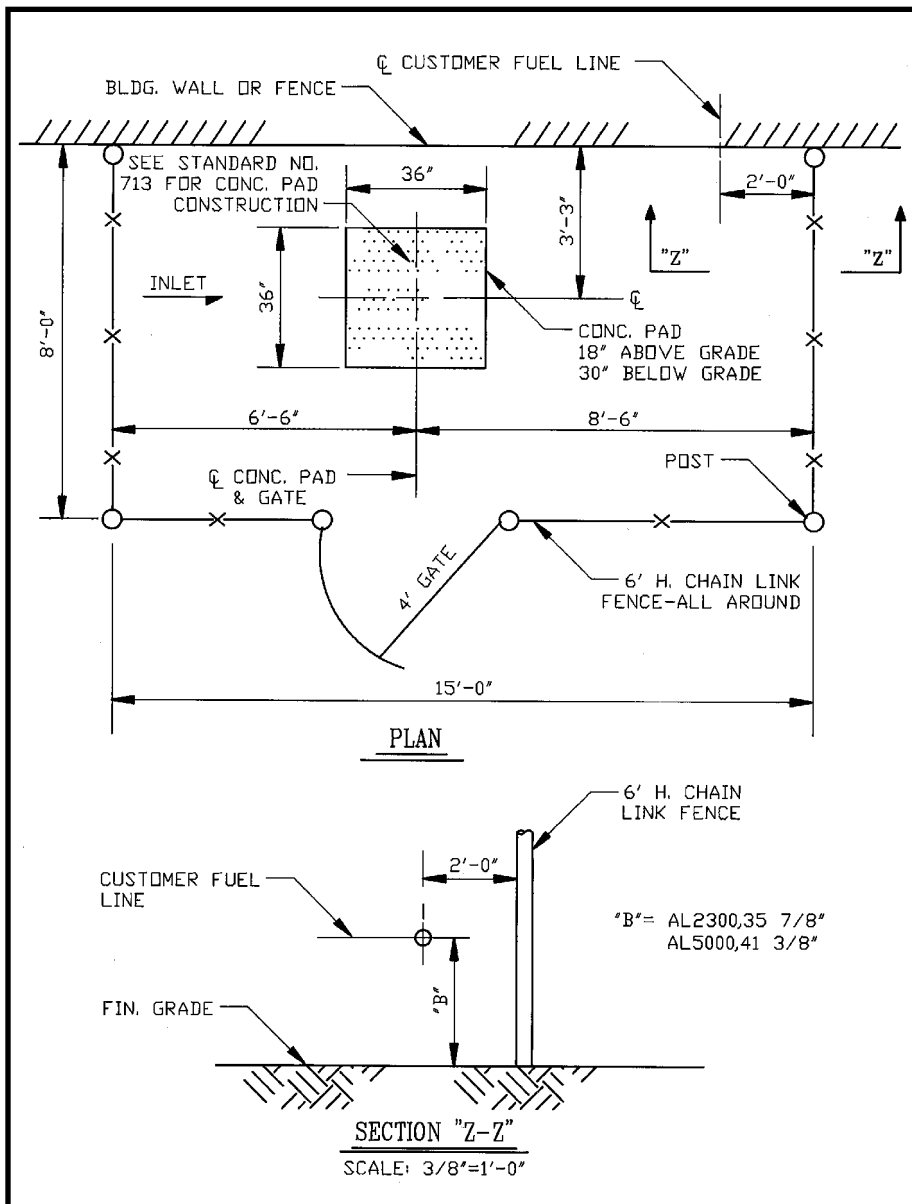 ℄ CUSTOMER FUEL LINE
BLDG. WALL OR FENCE
SEE STANDARD NO.
713 FOR CONC. PAD
CONSTRUCTION
36"
3'-3"
2'-0"
"Z"
"Z"
INLET
36"
8'-0"
℄
CONC. PAD
18" ABOVE GRADE
30" BELOW GRADE
6'-6"
8'-6"
℄ CONC. PAD
& GATE
POST
4' GATE
6' H. CHAIN LINK
FENCE-ALL AROUND
15'-0"
PLAN
6' H. CHAIN
LINK FENCE
2'-0"
CUSTOMER FUEL
LINE
"B"= AL2300,35 7/8"
AL5000,41 3/8"
"B"
FIN. GRADE
SECTION "Z-Z"
SCALE: 3/8"=1'-0"